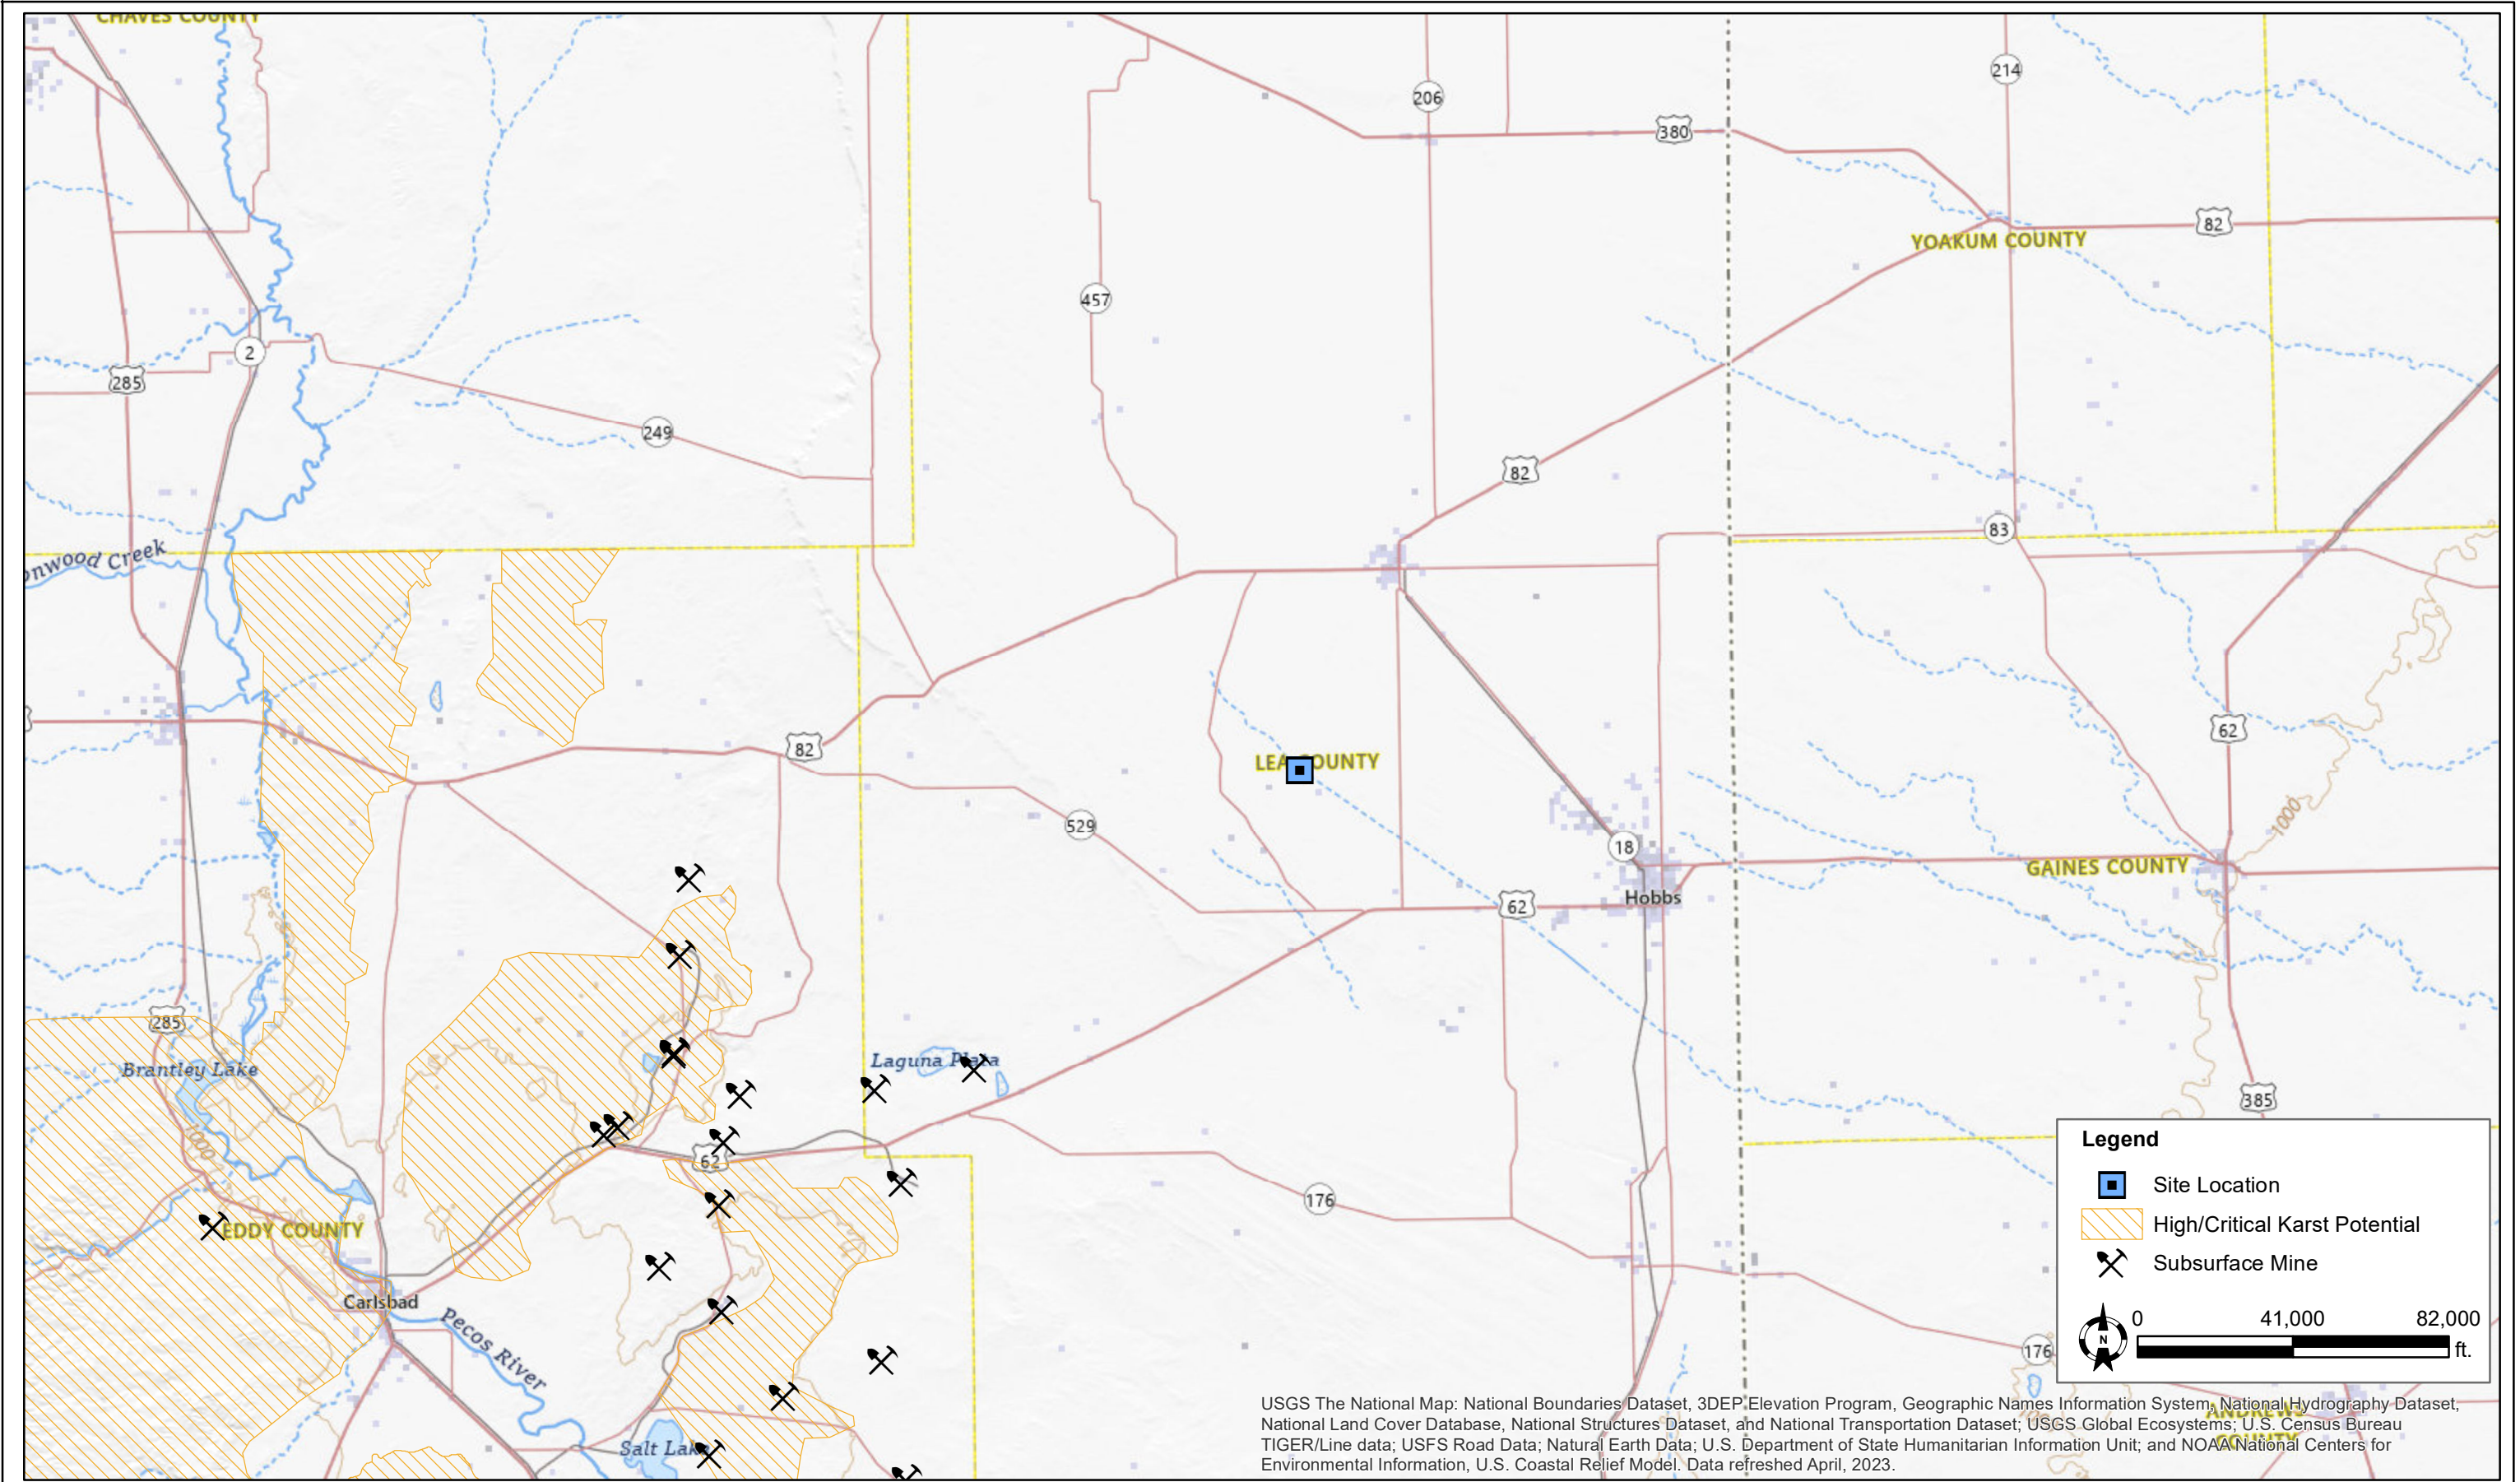 CHAVES COUNTY
214
206
380
82
YOAKUM COUNTY
457
2
285
249
82
83
onwood Creek
82
62
LEA COUNTY
529
1000
18
GAINES COUNTY
Hobbs
62
285
Brantley Lake
Laguna Plata
385
1000
62
176
EDDY COUNTY
Carlsbad
Pecos River
176
Salt Lake
ANDREWS
COUNTY
Legend
Site Location
High/Critical Karst Potential
Subsurface Mine
N
0 41,000 82,000
ft.
USGS The National Map: National Boundaries Dataset, 3DEP Elevation Program, Geographic Names Information System, National Hydrography Dataset,
National Land Cover Database, National Structures Dataset, and National Transportation Dataset; USGS Global Ecosystems; U.S. Census Bureau
TIGER/Line data; USFS Road Data; Natural Earth Data; U.S. Department of State Humanitarian Information Unit; and NOAA National Centers for
Environmental Information, U.S. Coastal Relief Model. Data refreshed April, 2023.